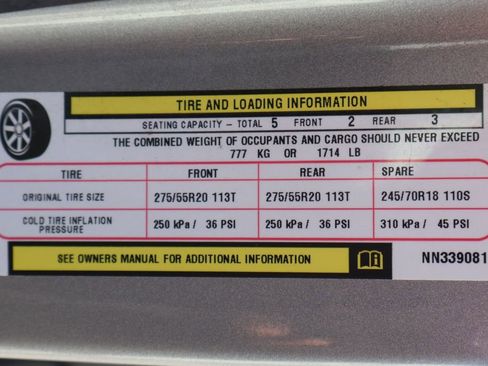 TIRE AND LOADING INFORMATION
SEATING CAPACITY - TOTAL 5 FRONT 2 REAR 3
THE COMBINED WEIGHT OF OCCUPANTS AND CARGO SHOULD NEVER EXCEED
777 KG OR 1714 LB
TIRE FRONT REAR SPARE
ORIGINAL TIRE SIZE 275/55R20 113T 275/55R20 113T 245/70R18 110S
COLD TIRE INFLATION
PRESSURE 250 kPa / 36 PSI 250 kPa / 36 PSI 310 kPa / 45 PSI
SEE OWNERS MANUAL FOR ADDITIONAL INFORMATION
NN339081